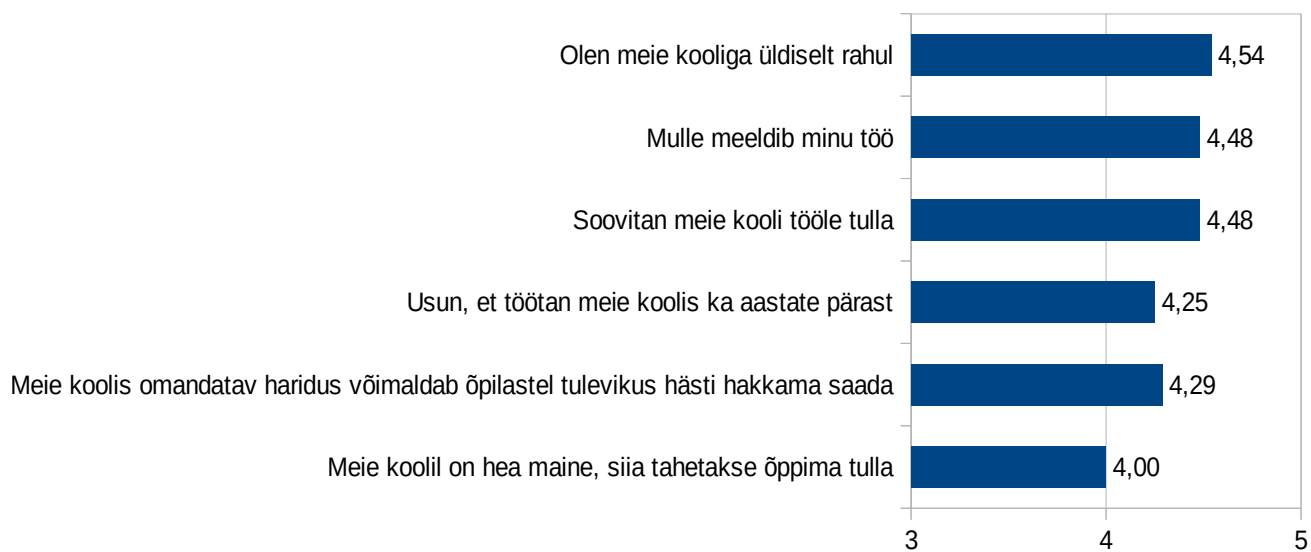 Olen meie kooliga üldiselt rahul 4,54
Mulle meeldib minu töö 4,48
Soovitan meie kooli tööle tulla 4,48
Usun, et töötan meie koolis ka aastate pärast 4,25
Meie koolis omandatav haridus võimaldab õpilastel tulevikus hästi hakkama saada 4,29
Meie koolil on hea maine, siia tahetakse õppima tulla 4,00
3 4 5